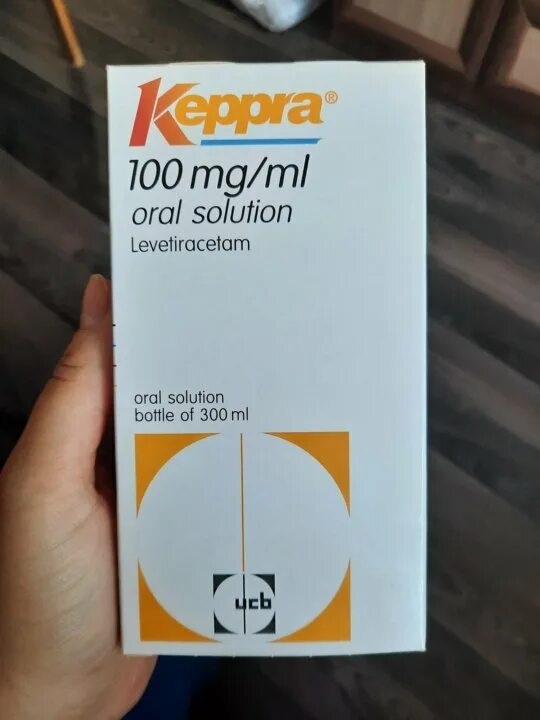 Keppra®
100 mg/ml
oral solution
Levetiracetam
oral solution
bottle of 300 ml
ucb